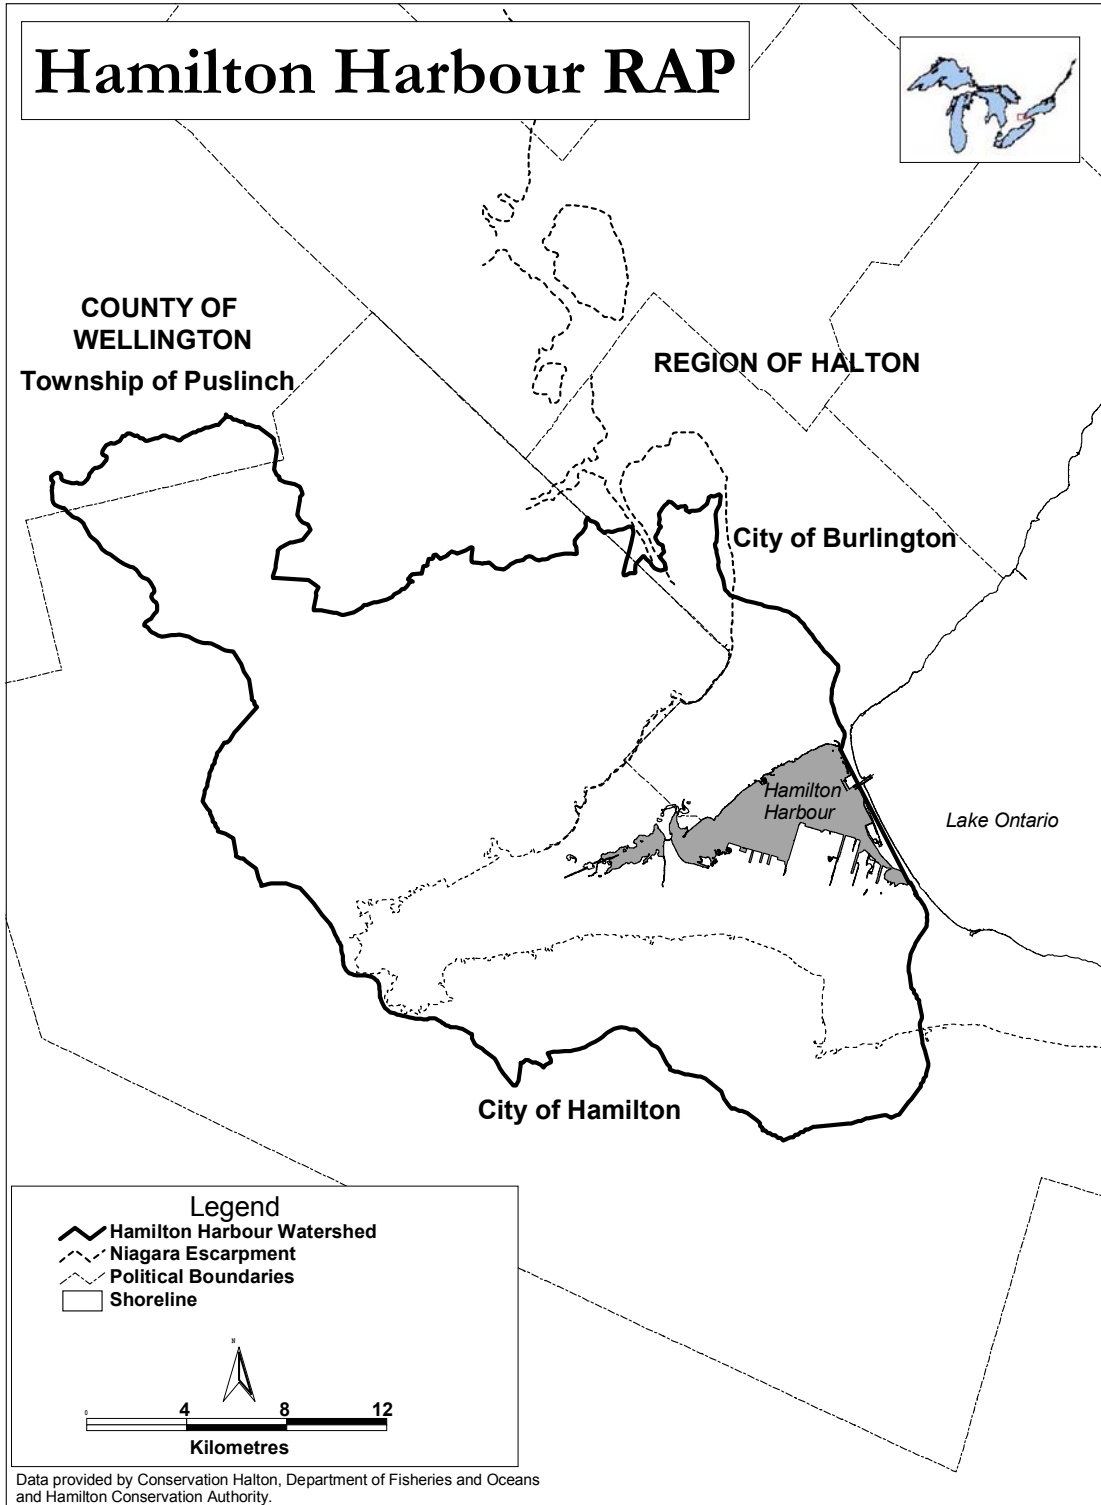 Hamilton Harbour RAP
COUNTY OF
WELLINGTON
Township of Puslinch
REGION OF HALTON
City of Burlington
Hamilton
Harbour
Lake Ontario
City of Hamilton
Legend
Hamilton Harbour Watershed
Niagara Escarpment
Political Boundaries
Shoreline
N
0 4 8 12
Kilometres
Data provided by Conservation Halton, Department of Fisheries and Oceans
and Hamilton Conservation Authority.